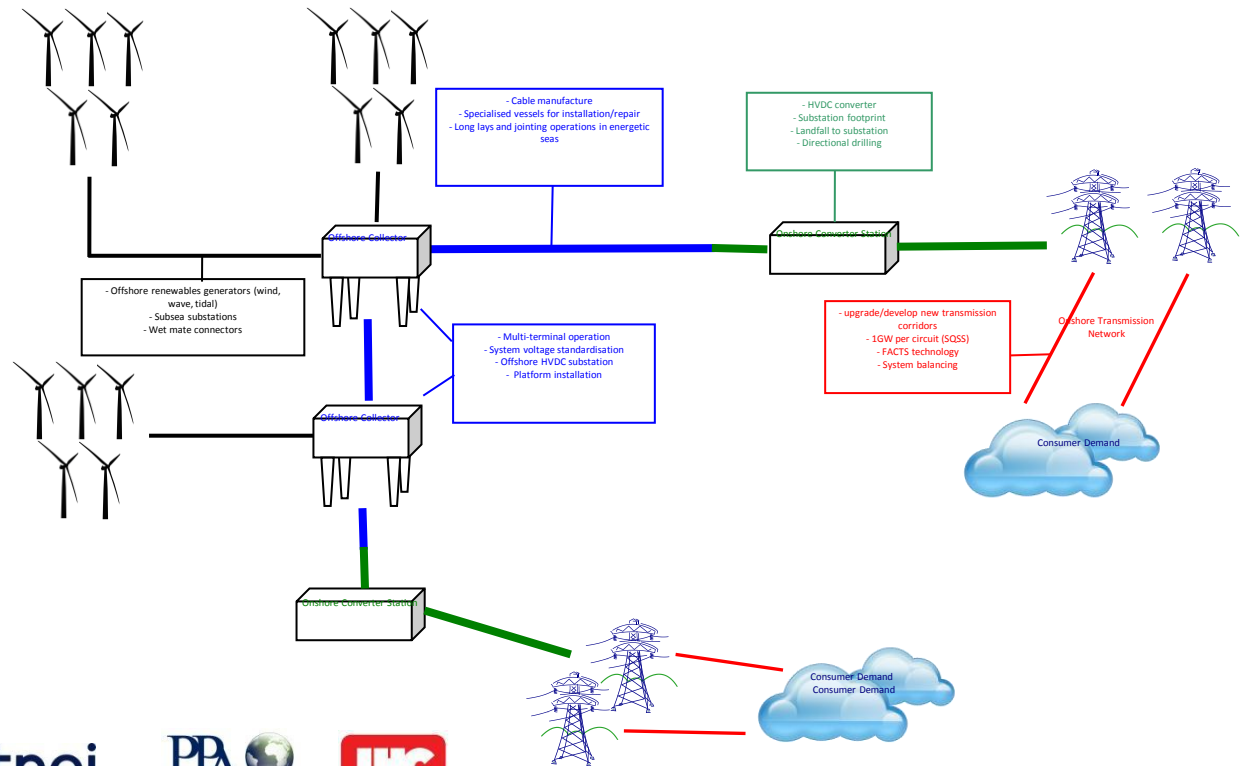 - Cable manufacture
- Specialised vessels for installation/repair
- Long lays and jointing operations in energetic
seas
- HVDC converter
- Substation footprint
- Landfall to substation
- Directional drilling
Offshore Collector
Onshore Converter Station
- Offshore renewables generators (wind,
wave, tidal)
- Subsea substations
- Wet mate connectors
- Multi-terminal operation
- System voltage standardisation
- Offshore HVDC substation
- Platform installation
- upgrade/develop new transmission
corridors
- 1GW per circuit (SQSS)
- FACTS technology
- System balancing
Onshore Transmission
Network
Offshore Collector
Consumer Demand
Onshore Converter Station
Consumer Demand
Consumer Demand